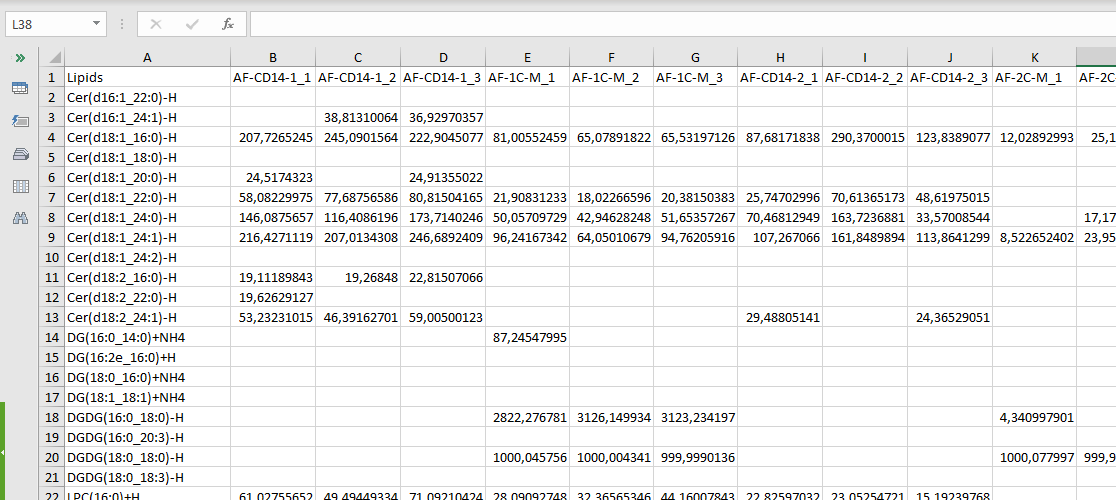 L38 fx
A B C D E F G H I J K
1 Lipids AF-CD14-1_1 AF-CD14-1_2 AF-CD14-1_3 AF-1C-M_1 AF-1C-M_2 AF-1C-M_3 AF-CD14-2_1 AF-CD14-2_2 AF-CD14-2_3 AF-2C-M_1 AF-2C-
2 Cer(d16:1_22:0)-H
3 Cer(d16:1_24:1)-H 38,81310064 36,92970357
4 Cer(d18:1_16:0)-H 207,7265245 245,0901564 222,9045077 81,00552459 65,07891822 65,53197126 87,68171838 290,3700015 123,8389077 12,02892993 25,1
5 Cer(d18:1_18:0)-H
6 Cer(d18:1_20:0)-H 24,5174323 24,91355022
7 Cer(d18:1_22:0)-H 58,08229975 77,68756586 80,81504165 21,90831233 18,02266596 20,38150383 25,74702996 70,61365173 48,61975015
8 Cer(d18:1_24:0)-H 146,0875657 116,4086196 173,7140246 50,05709729 42,94628248 51,65357267 70,46812949 163,7236881 33,57008544 17,17
9 Cer(d18:1_24:1)-H 216,4271119 207,0134308 246,6892409 96,24167342 64,05010679 94,76205916 107,267066 161,8489894 113,8641299 8,522652402 23,95
10 Cer(d18:1_24:2)-H
11 Cer(d18:2_16:0)-H 19,11189843 19,26848 22,81507066
12 Cer(d18:2_22:0)-H 19,62629127
13 Cer(d18:2_24:1)-H 53,23231015 46,39162701 59,00500123 29,48805141 24,36529051
14 DG(16:0_14:0)+NH4 87,24547995
15 DG(16:2e_16:0)+H
16 DG(18:0_16:0)+NH4
17 DG(18:1_18:1)+NH4
18 DGDG(16:0_18:0)-H 2822,276781 3126,149934 3123,234197 4,340997901
19 DGDG(16:0_20:3)-H
20 DGDG(18:0_18:0)-H 1000,045756 1000,004341 999,9990136 1000,077997 999,9
21 DGDG(18:0_18:3)-H
22 LPC(16:0)+H 61,02755652 49,49449334 71,09210424 28,09092748 32,36565346 44,16007843 22,82597032 23,05254721 15,19239768